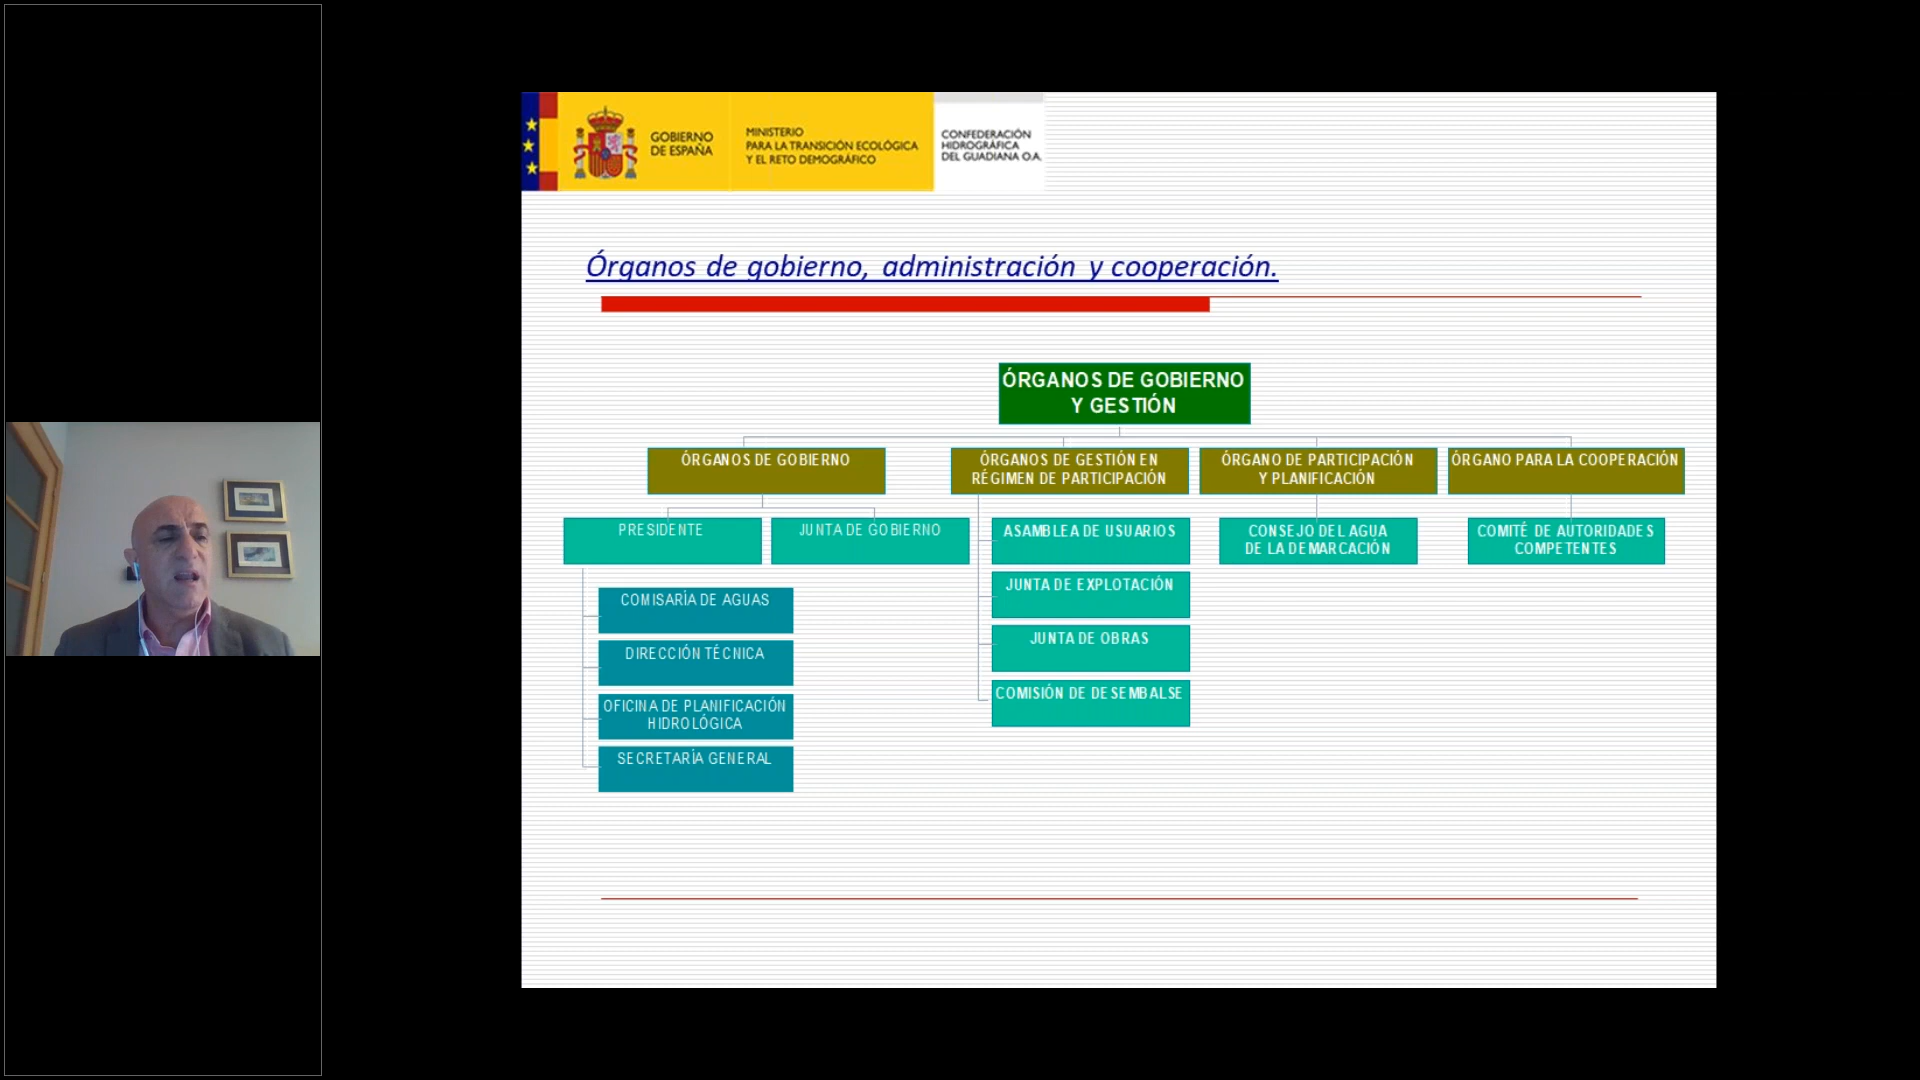 GOBIERNO
DE ESPAÑA
MINISTERIO
PARA LA TRANSICIÓN ECOLÓGICA
Y EL RETO DEMOGRÁFICO
CONFEDERACIÓN
HIDROGRÁFICA
DEL GUADIANA O.A.
Órganos de gobierno, administración y cooperación.
ÓRGANOS DE GOBIERNO
Y GESTIÓN
ÓRGANOS DE GOBIERNO
ÓRGANOS DE GESTIÓN EN
RÉGIMEN DE PARTICIPACIÓN
ÓRGANO DE PARTICIPACIÓN
Y PLANIFICACIÓN
ÓRGANO PARA LA COOPERACIÓN
PRESIDENTE
JUNTA DE GOBIERNO
ASAMBLEA DE USUARIOS
CONSEJO DEL AGUA
DE LA DEMARCACIÓN
COMITÉ DE AUTORIDADES
COMPETENTES
JUNTA DE EXPLOTACIÓN
COMISARÌA DE AGUAS
JUNTA DE OBRAS
DIRECCIÓN TÉCNICA
COMISIÓN DE DESEMBALSE
OFICINA DE PLANIFICACIÓN
HIDROLÓGICA
SECRETARÌA GENERAL